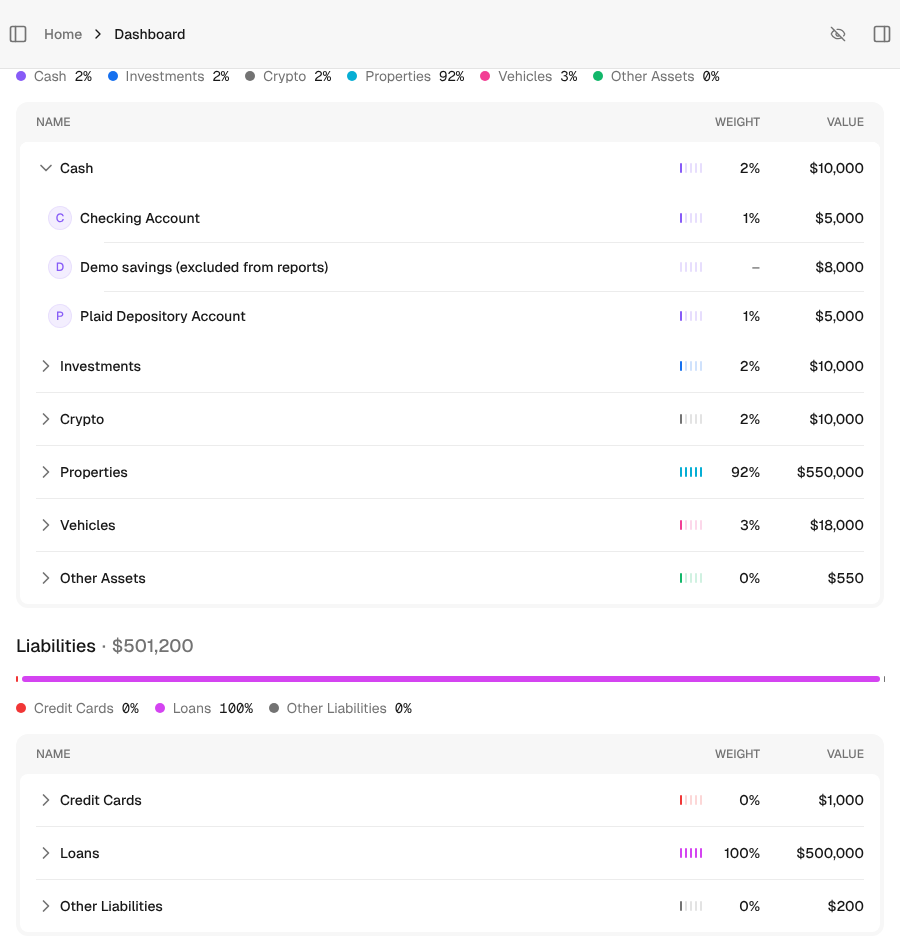 Home > Dashboard
Cash 2% Investments 2% Crypto 2% Properties 92% Vehicles 3% Other Assets 0%
NAME WEIGHT VALUE
Cash 2% $10,000
C Checking Account 1% $5,000
D Demo savings (excluded from reports) – $8,000
P Plaid Depository Account 1% $5,000
Investments 2% $10,000
Crypto 2% $10,000
Properties 92% $550,000
Vehicles 3% $18,000
Other Assets 0% $550
Liabilities · $501,200
Credit Cards 0% Loans 100% Other Liabilities 0%
NAME WEIGHT VALUE
Credit Cards 0% $1,000
Loans 100% $500,000
Other Liabilities 0% $200